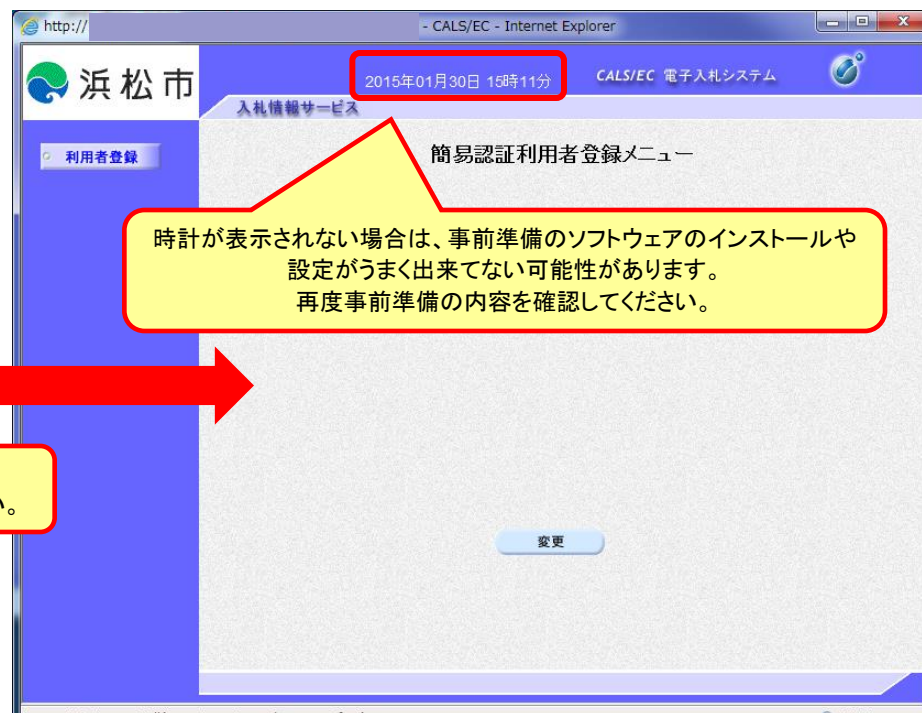 http://
- CALS/EC - Internet Explorer
浜松市
2015年01月30日 15時11分
CALS/EC 電子入札システム
入札情報サービス
利用者登録
簡易認証利用者登録メニュー
時計が表示されない場合は、事前準備のソフトウェアのインストールや
設定がうまく出来てない可能性があります。
再度事前準備の内容を確認してください。
い。
変更